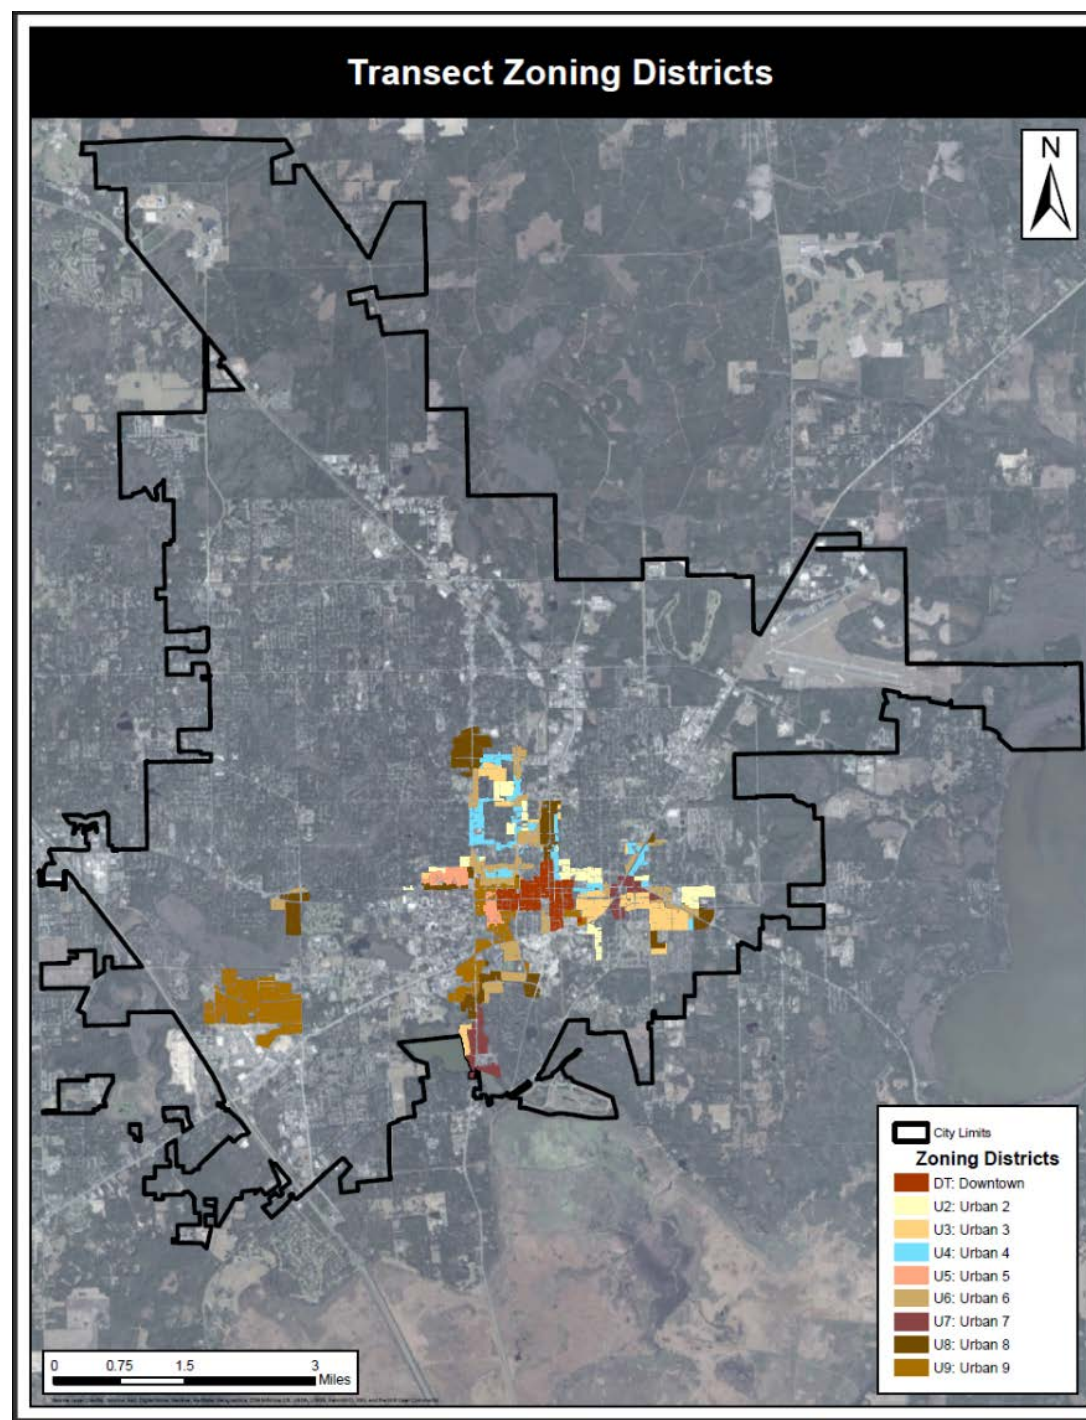 Transect Zoning Districts
N
City Limits
Zoning Districts
DT: Downtown
U2: Urban 2
U3: Urban 3
U4: Urban 4
U5: Urban 5
U6: Urban 6
U7: Urban 7
U8: Urban 8
U9: Urban 9
0 0.75 1.5 3
Miles